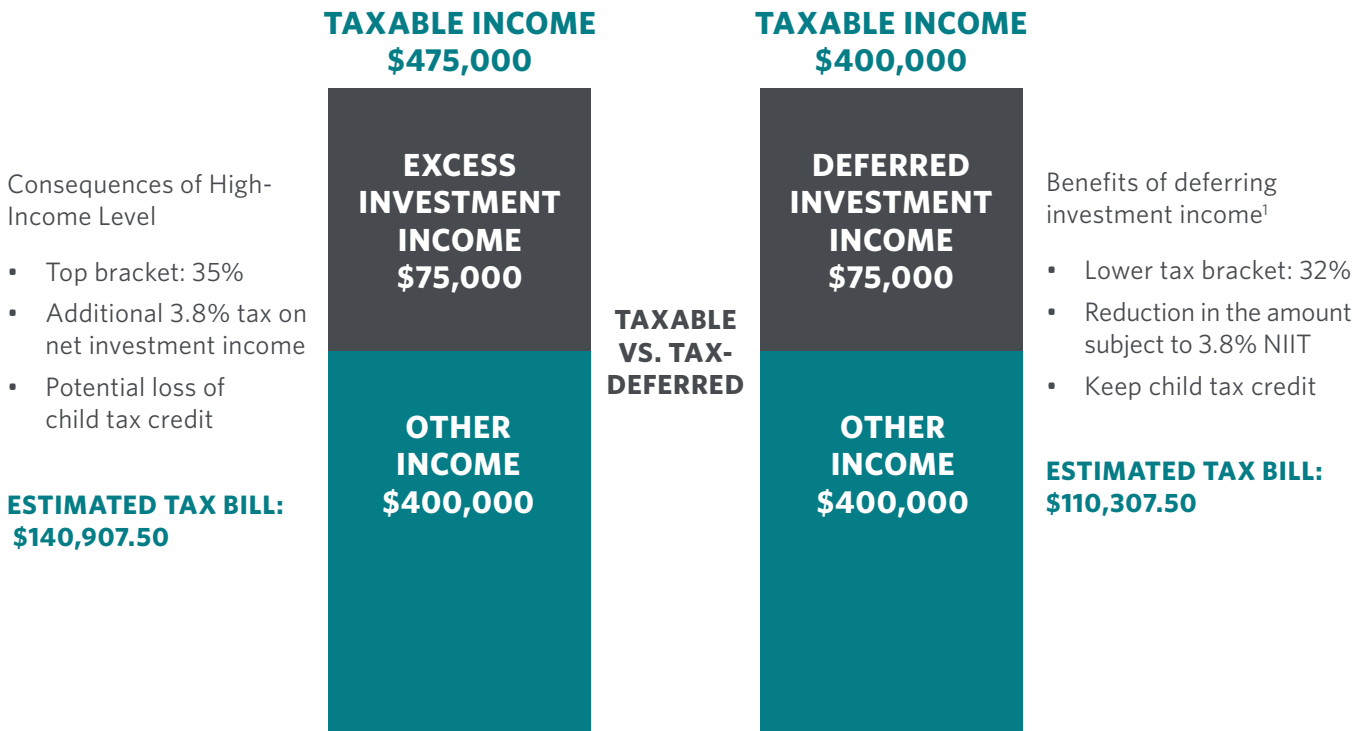 TAXABLE INCOME
$475,000
TAXABLE INCOME
$400,000
Consequences of High-
Income Level
• Top bracket: 35%
• Additional 3.8% tax on
net investment income
• Potential loss of
child tax credit
ESTIMATED TAX BILL:
$140,907.50
EXCESS
INVESTMENT
INCOME
$75,000
OTHER
INCOME
$400,000
TAXABLE
VS. TAX-
DEFERRED
DEFERRED
INVESTMENT
INCOME
$75,000
OTHER
INCOME
$400,000
Benefits of deferring
investment income¹
• Lower tax bracket: 32%
• Reduction in the amount
subject to 3.8% NIIT
• Keep child tax credit
ESTIMATED TAX BILL:
$110,307.50